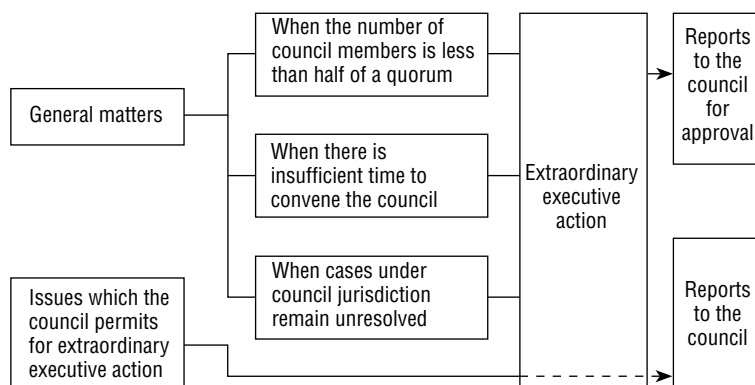 General matters
Issues which the
council permits
for extraordinary
executive action
When the number of
council members is less
than half of a quorum
When there is
insufficient time to
convene the council
When cases under
council jurisdiction
remain unresolved
Extraordinary
executive
action
Reports
to the
council
for
approval
Reports
to the
council